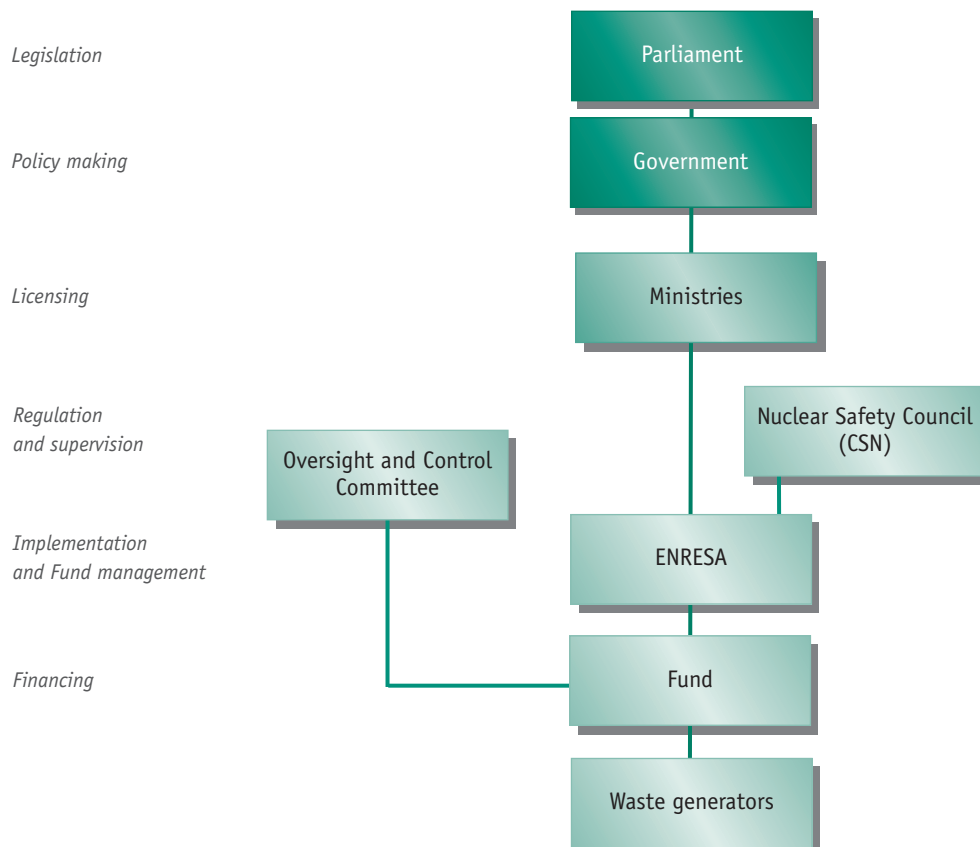 Legislation
Parliament
Policy making
Government
Licensing
Ministries
Regulation
and supervision
Nuclear Safety Council
(CSN)
Oversight and Control
Committee
Implementation
and Fund management
ENRESA
Financing
Fund
Waste generators